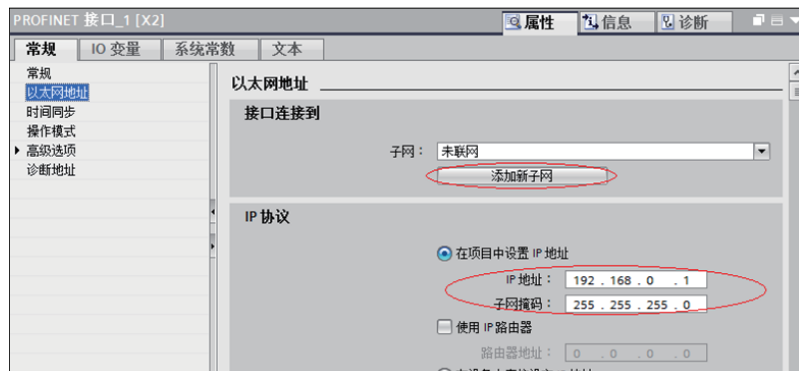 PROFINET 接口_1 [X2]
属性 信息 诊断
常规 IO 变量 系统常数 文本
常规
以太网地址
时间同步
操作模式
高级选项
诊断地址
以太网地址
接口连接到
子网： 未联网
添加新子网
IP 协议
在项目中设置 IP 地址
IP 地址： 192 . 168 . 0 . 1
子网掩码： 255 . 255 . 255 . 0
使用 IP 路由器
路由器地址： 0 . 0 . 0 . 0